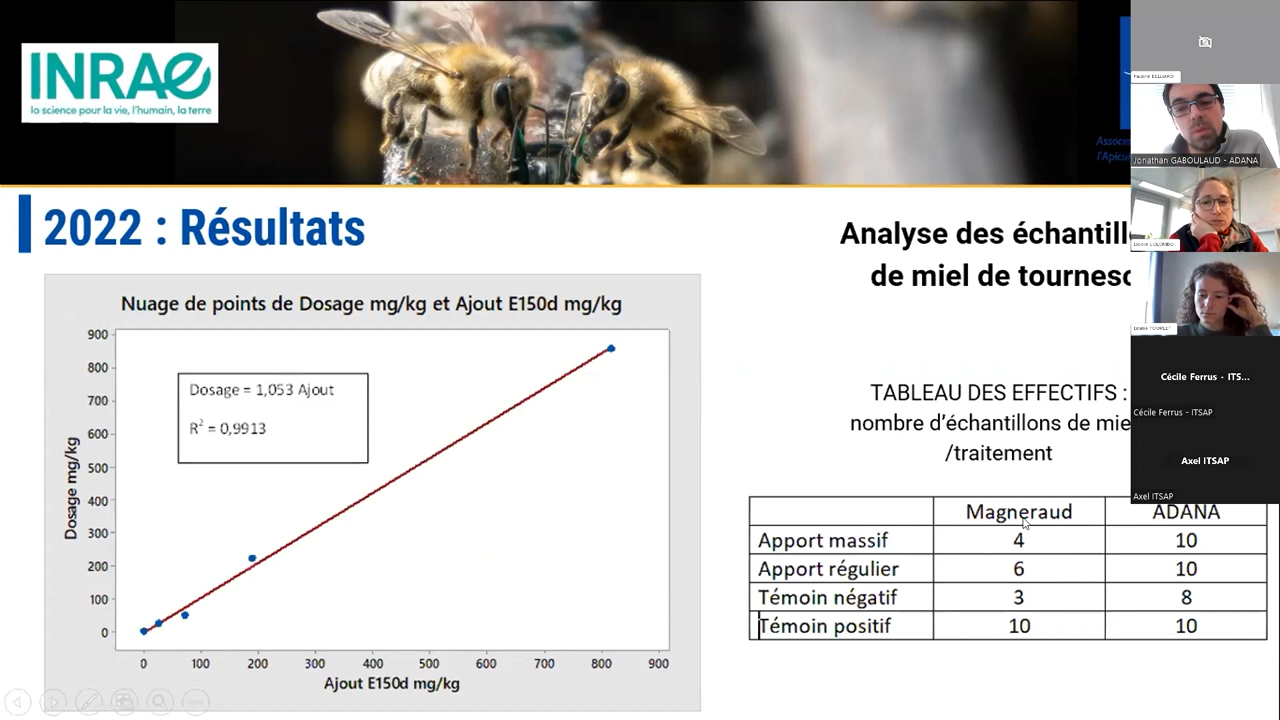 INRAE
la science pour la vie, l'humain, la terre
Associ
l'Apicu
2022 : Résultats
Nuage de points de Dosage mg/kg et Ajout E150d mg/kg
Dosage = 1,053 Ajout
R² = 0,9913
Dosage mg/kg
900
800
700
600
500
400
300
200
100
0
0 100 200 300 400 500 600 700 800 900
Ajout E150d mg/kg
Analyse des échantill
de miel de tourneso
TABLEAU DES EFFECTIFS :
nombre d'échantillons de mie
/traitement
Magneraud ADANA
Apport massif 4 10
Apport régulier 6 10
Témoin négatif 3 8
Témoin positif 10 10
Jonathan GABOULAUD - ADANA
Cécile Ferrus - ITS...
Cécile Ferrus - ITSAP
Axel ITSAP
Axel ITSAP